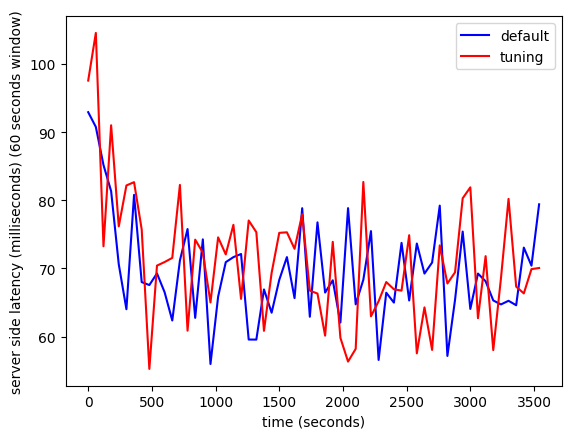 server side latency (milliseconds) (60 seconds window)
100
90
80
70
60
default
tuning
0 500 1000 1500 2000 2500 3000 3500
time (seconds)